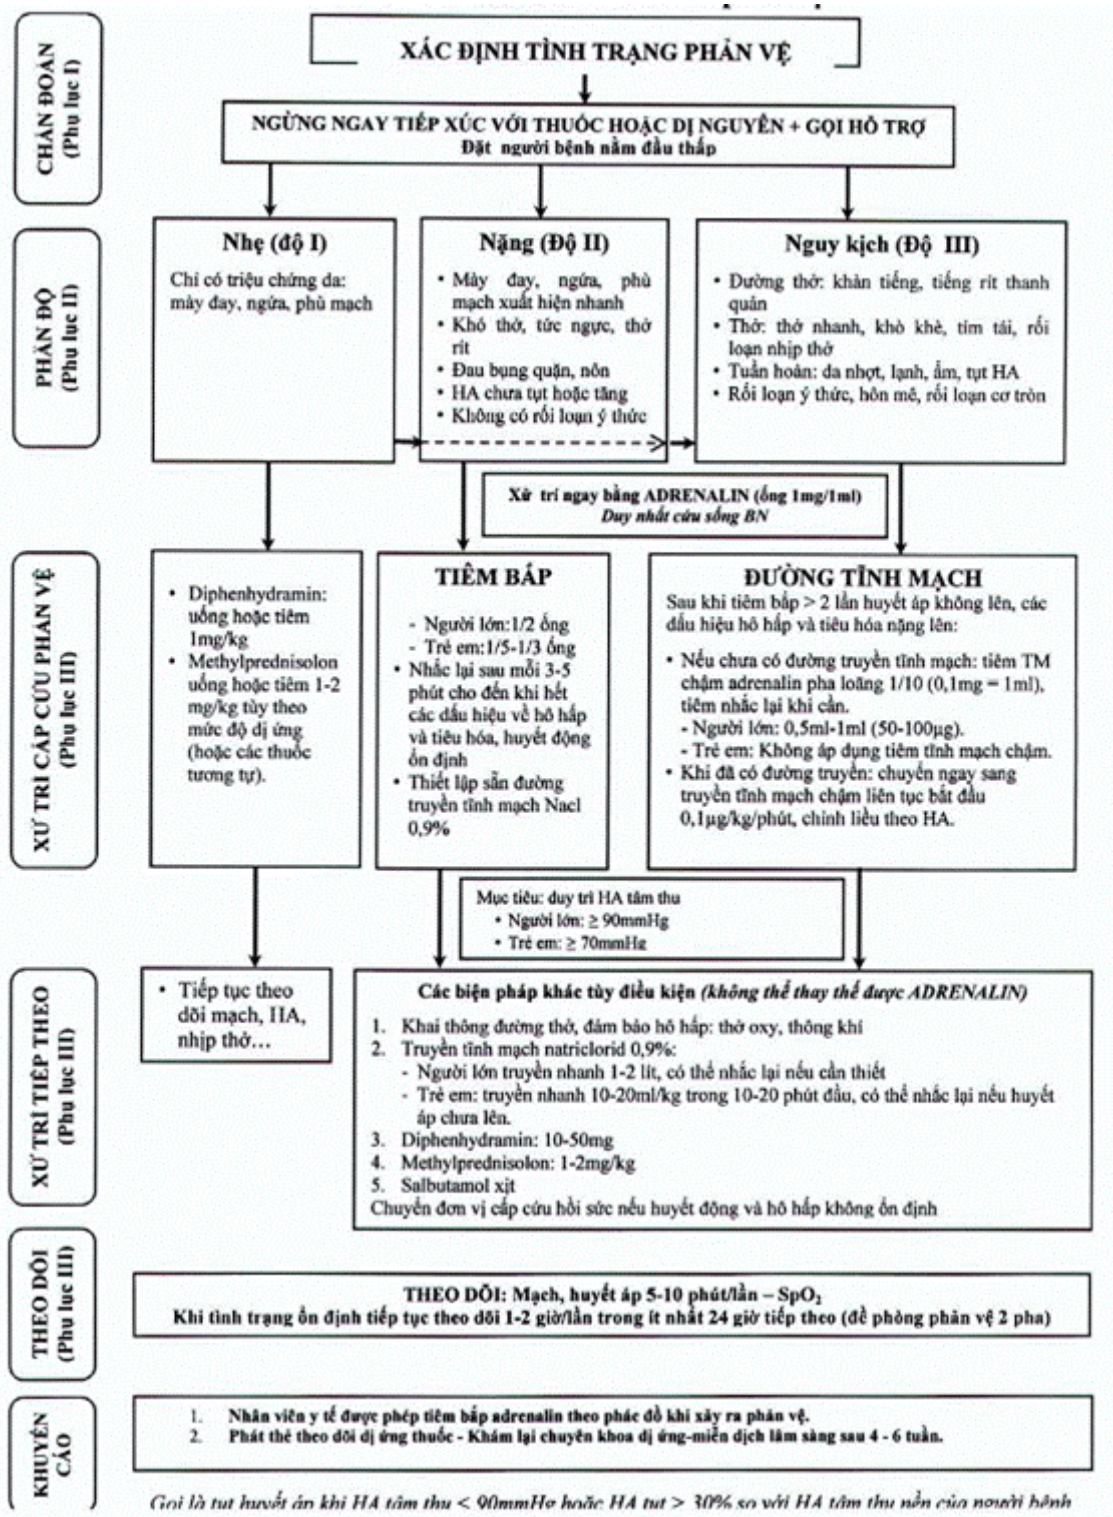 CHẨN ĐOÁN
(Phụ lục I)
XÁC ĐỊNH TÌNH TRẠNG PHẢN VỆ
NGỪNG NGAY TIẾP XÚC VỚI THUỐC HOẶC DỊ NGUYÊN + GỌI HỖ TRỢ
Đặt người bệnh nằm đầu thấp
PHÂN ĐỘ
(Phụ lục II)
Nhẹ (độ I)
Chỉ có triệu chứng da:
mày đay, ngứa, phù mạch
Nặng (Độ II)
• Mày đay, ngứa, phù
mạch xuất hiện nhanh
• Khó thở, tức ngực, thở
rít
• Đau bụng quặn, nôn
• HA chưa tụt hoặc tăng
• Không có rối loạn ý thức
Nguy kịch (Độ III)
• Đường thở: khàn tiếng, tiếng rít thanh
quản
• Thở: thở nhanh, khò khè, tím tái, rối
loạn nhịp thở
• Tuần hoàn: da nhợt, lạnh, ẩm, tụt HA
• Rối loạn ý thức, hôn mê, rối loạn cơ tròn
Xử trí ngay bằng ADRENALIN (ống 1mg/1ml)
Duy nhất cứu sống BN
XỬ TRÍ CẤP CỨU PHẢN VỆ
(Phụ lục III)
• Diphenhydramin:
uống hoặc tiêm
1mg/kg
• Methylprednisolon
uống hoặc tiêm 1-2
mg/kg tùy theo
mức độ dị ứng
(hoặc các thuốc
tương tự).
TIÊM BẮP
- Người lớn:1/2 ống
- Trẻ em:1/5-1/3 ống
• Nhắc lại sau mỗi 3-5
phút cho đến khi hết
các dấu hiệu về hô hấp
và tiêu hóa, huyết động
ổn định
• Thiết lập sẵn đường
truyền tĩnh mạch Nacl
0,9%
ĐƯỜNG TĨNH MẠCH
Sau khi tiêm bắp > 2 lần huyết áp không lên, các
dấu hiệu hô hấp và tiêu hóa nặng lên:
• Nếu chưa có đường truyền tĩnh mạch: tiêm TM
chậm adrenalin pha loãng 1/10 (0,1mg = 1ml),
tiêm nhắc lại khi cần.
- Người lớn: 0,5ml-1ml (50-100µg).
- Trẻ em: Không áp dụng tiêm tĩnh mạch chậm.
• Khi đã có đường truyền: chuyển ngay sang
truyền tĩnh mạch chậm liên tục bắt đầu
0,1µg/kg/phút, chỉnh liều theo HA.
Mục tiêu: duy trì HA tâm thu
• Người lớn: ≥ 90mmHg
• Trẻ em: ≥ 70mmHg
XỬ TRÍ TIẾP THEO
(Phụ lục III)
• Tiếp tục theo
dõi mạch, HA,
nhịp thở…
Các biện pháp khác tùy điều kiện (không thể thay thế được ADRENALIN)
1. Khai thông đường thở, đảm bảo hô hấp: thở oxy, thông khí
2. Truyền tĩnh mạch natriclorid 0,9%:
- Người lớn truyền nhanh 1-2 lít, có thể nhắc lại nếu cần thiết
- Trẻ em: truyền nhanh 10-20ml/kg trong 10-20 phút đầu, có thể nhắc lại nếu huyết
áp chưa lên.
3. Diphenhydramin: 10-50mg
4. Methylprednisolon: 1-2mg/kg
5. Salbutamol xịt
Chuyển đơn vị cấp cứu hồi sức nếu huyết động và hô hấp không ổn định
THEO DÕI
(Phụ lục III)
THEO DÕI: Mạch, huyết áp 5-10 phút/lần – SpO₂
Khi tình trạng ổn định tiếp tục theo dõi 1-2 giờ/lần trong ít nhất 24 giờ tiếp theo (đề phòng phản vệ 2 pha)
KHUYẾN
CÁO
1. Nhân viên y tế được phép tiêm bắp adrenalin theo phác đồ khi xảy ra phản vệ.
2. Phát thẻ theo dõi dị ứng thuốc - Khám lại chuyên khoa dị ứng-miễn dịch lâm sàng sau 4 - 6 tuần.
Gọi là tụt huyết áp khi HA tâm thu < 90mmHg hoặc HA tụt > 30% so với HA tâm thu nền của người bệnh